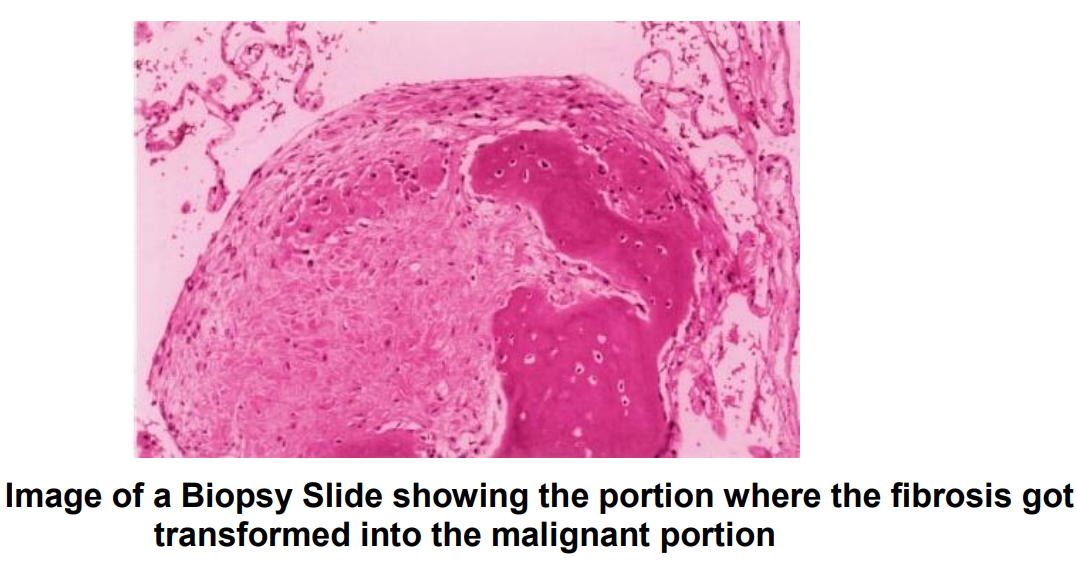 Image of a Biopsy Slide showing the portion where the fibrosis got
transformed into the malignant portion